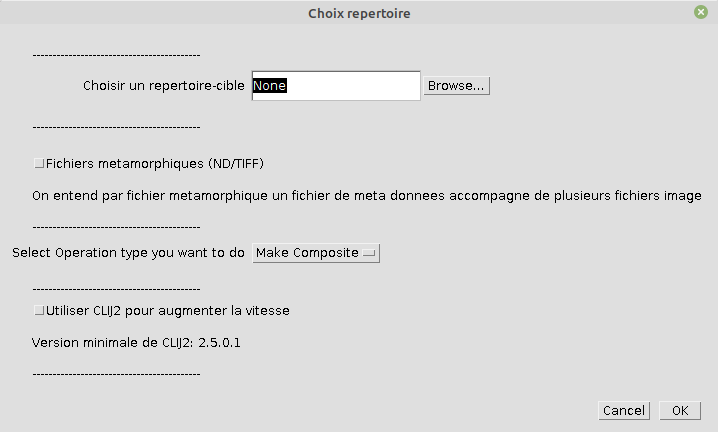 Choix repertoire
------------------------------------------
Choisir un repertoire-cible None Browse...
------------------------------------------
Fichiers metamorphiques (ND/TIFF)
On entend par fichier metamorphique un fichier de meta donnees accompagne de plusieurs fichiers image
------------------------------------------
Select Operation type you want to do Make Composite
------------------------------------------
Utiliser CLIJ2 pour augmenter la vitesse
Version minimale de CLIJ2: 2.5.0.1
------------------------------------------
Cancel OK